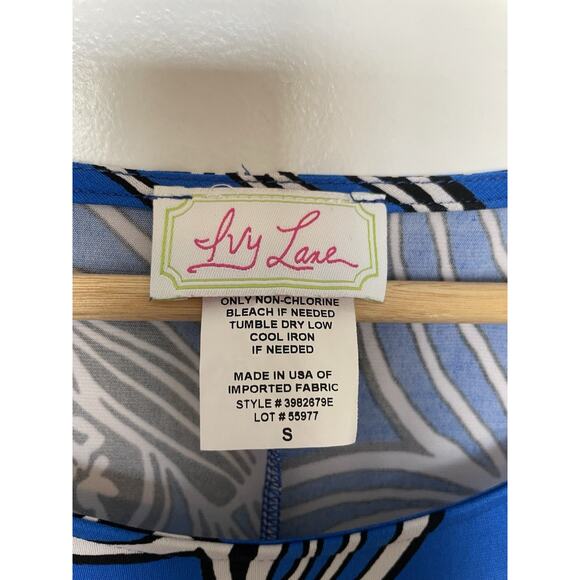 Ivy Lane
ONLY NON-CHLORINE
BLEACH IF NEEDED
TUMBLE DRY LOW
COOL IRON
IF NEEDED
MADE IN USA OF
IMPORTED FABRIC
STYLE # 3982679E
LOT # 55977
S